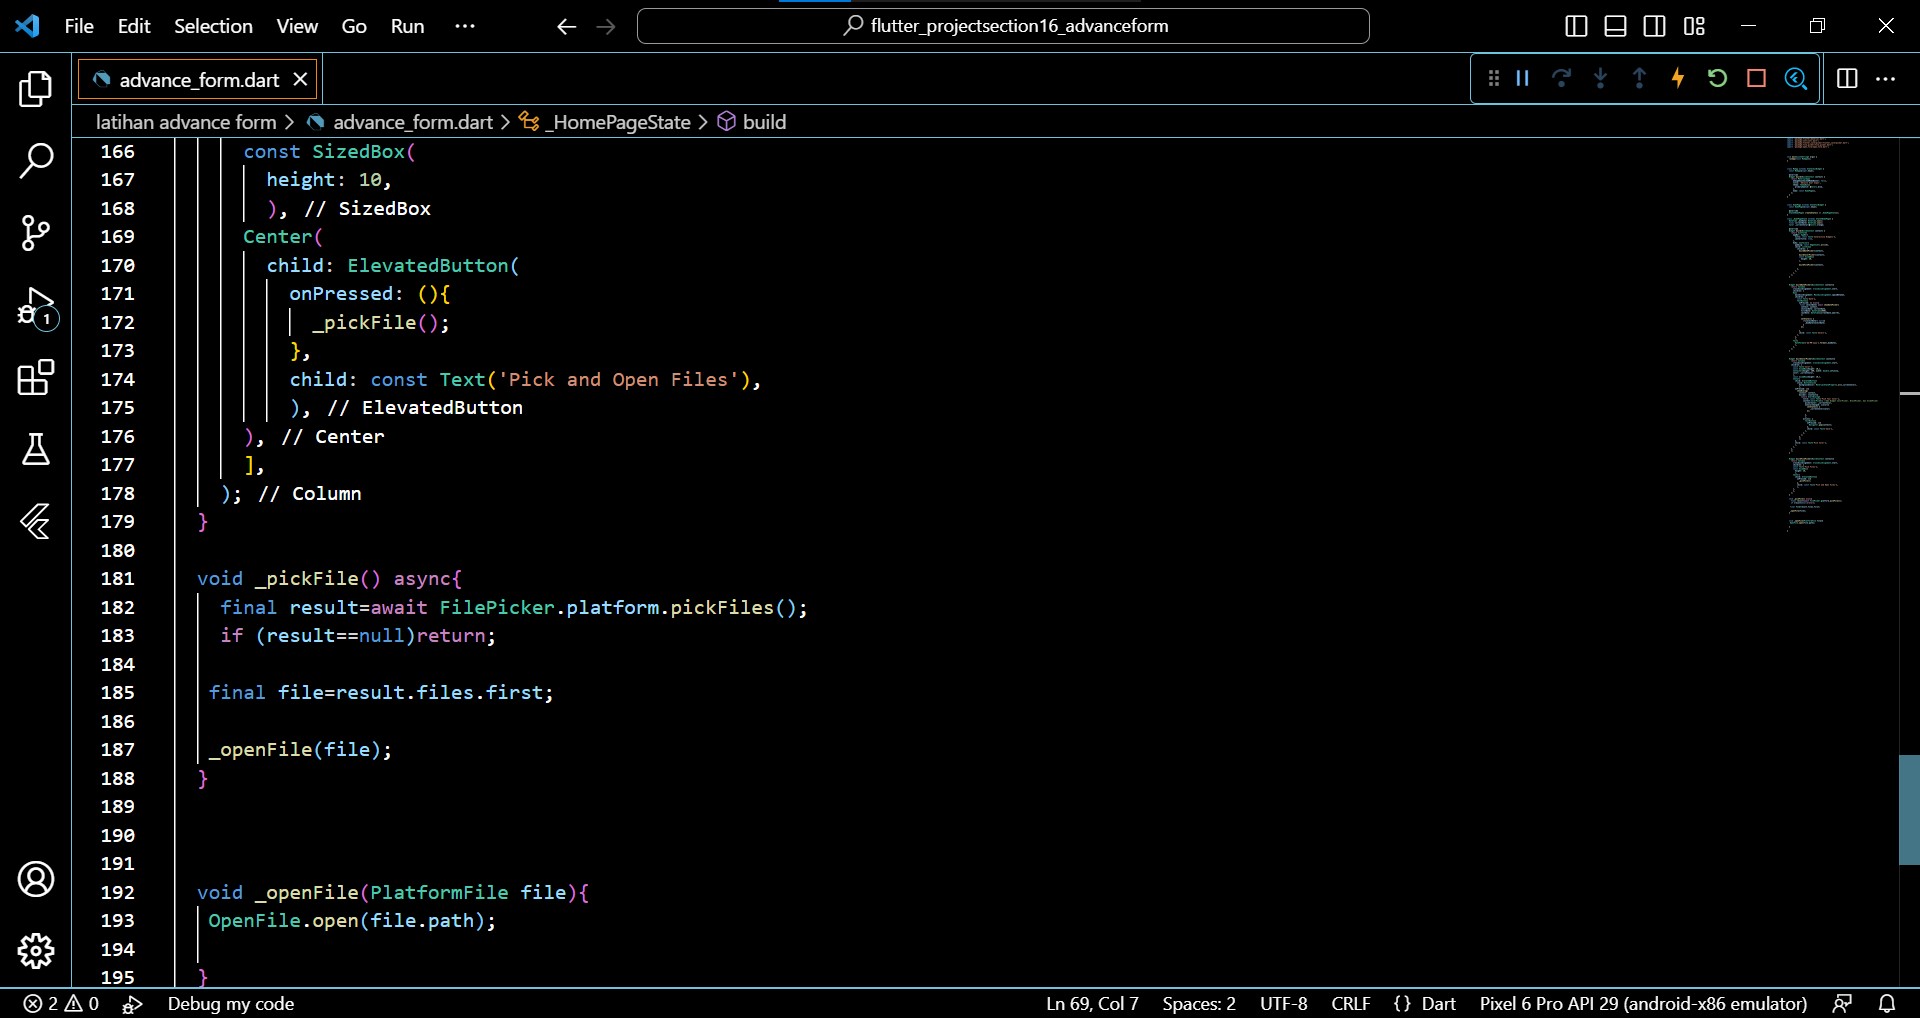 File Edit Selection View Go Run ··· flutter_projectsection16_advanceform
advance_form.dart
latihan advance form > advance_form.dart > _HomePageState > build
166 const SizedBox(
167 height: 10,
168 ), // SizedBox
169 Center(
170 child: ElevatedButton(
171 onPressed: (){
172 _pickFile();
173 },
174 child: const Text('Pick and Open Files'),
175 ), // ElevatedButton
176 ), // Center
177 ],
178 ); // Column
179 }
180
181 void _pickFile() async{
182 final result=await FilePicker.platform.pickFiles();
183 if (result==null)return;
184
185 final file=result.files.first;
186
187 _openFile(file);
188 }
189
190
191
192 void _openFile(PlatformFile file){
193 OpenFile.open(file.path);
194
195 }
1
2 0 Debug my code Ln 69, Col 7 Spaces: 2 UTF-8 CRLF {} Dart Pixel 6 Pro API 29 (android-x86 emulator)